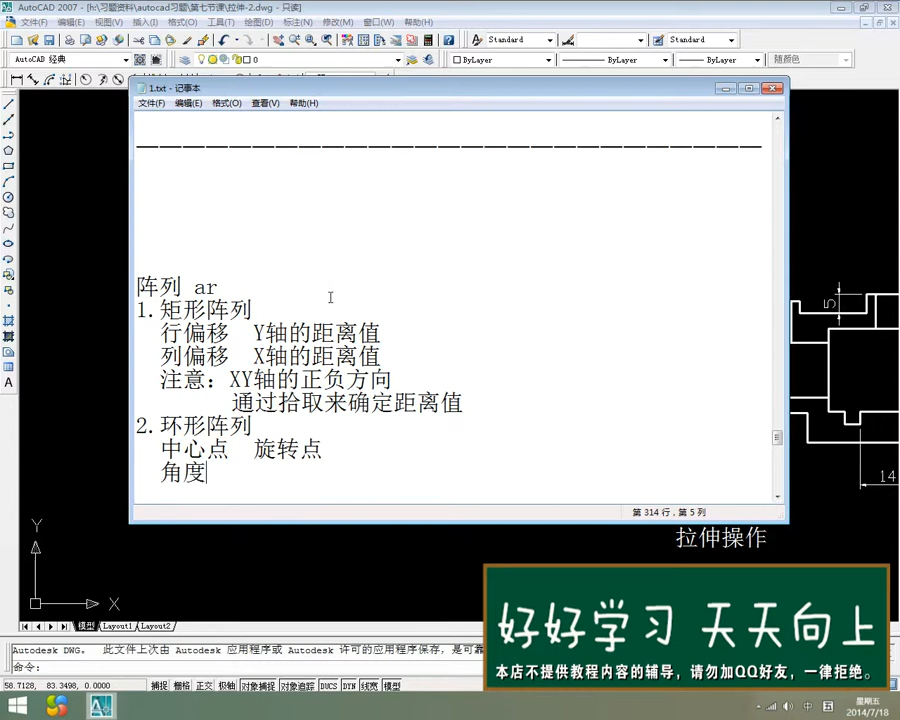 AutoCAD 2007 - [h:\习题资料\autocad习题\第七节课\拉伸-2.dwg - 只读]
文件(F) 编辑(E) 视图(V) 插入(I) 格式(O) 工具(T) 绘图(D) 标注(N) 修改(M) 窗口(W) 帮助(H)
Standard Standard
AutoCAD 经典 0 ByLayer ByLayer ByLayer 随颜色
1.txt - 记事本
文件(F) 编辑(E) 格式(O) 查看(V) 帮助(H)
阵列 ar
1.矩形阵列
行偏移 Y轴的距离值
列偏移 X轴的距离值
注意: XY轴的正负方向
通过拾取来确定距离值
2.环形阵列
中心点 旋转点
角度
第 314 行, 第 5 列
5
14
拉伸操作
Y
X
模型 Layout1 Layout2
好好学习 天天向上
本店不提供教程内容的辅导，请勿加QQ好友，一律拒绝。
Autodesk DWG。 此文件上次由 Autodesk 应用程序或 Autodesk 许可的应用程序保存，是可靠
命令:
58.7128, 83.3498, 0.0000 捕捉 栅格 正交 极轴 对象捕捉 对象追踪 DUCS DYN 线宽 模型
中 五
星期五
2014/7/18